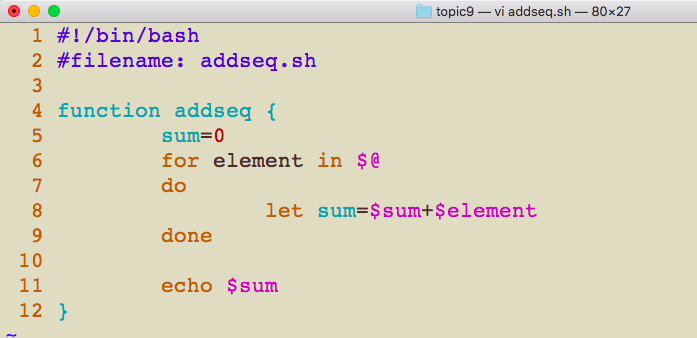 topic9 — vi addseq.sh — 80×27
1 #!/bin/bash
2 #filename: addseq.sh
3
4 function addseq {
5         sum=0
6         for element in $@
7         do
8                 let sum=$sum+$element
9         done
10
11         echo $sum
12 }
~